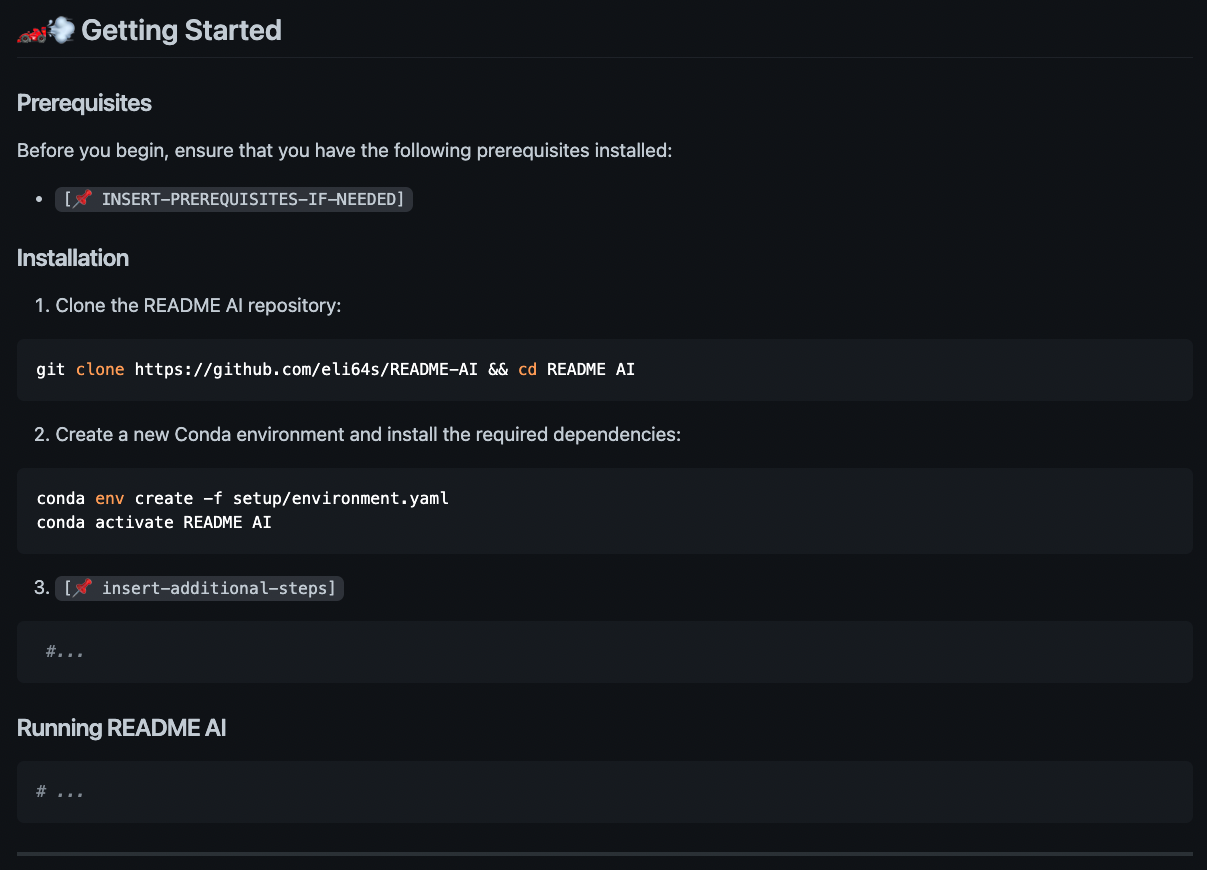 🏎💨 Getting Started
Prerequisites
Before you begin, ensure that you have the following prerequisites installed:
• [📌 INSERT-PREREQUISITES-IF-NEEDED]
Installation
1. Clone the README AI repository:
git clone https://github.com/eli64s/README-AI && cd README AI
2. Create a new Conda environment and install the required dependencies:
conda env create -f setup/environment.yaml
conda activate README AI
3. [📌 insert-additional-steps]
#...
Running README AI
# ...